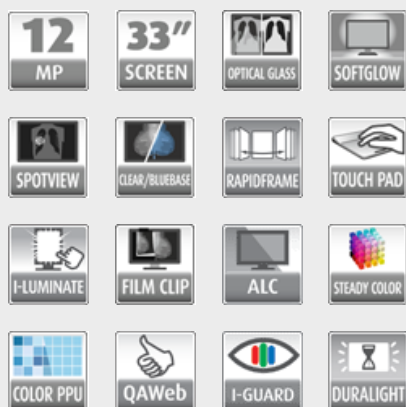 12
MP
33"
SCREEN
OPTICAL GLASS
SOFTGLOW
SPOTVIEW
CLEAR/BLUEBASE
RAPIDFRAME
TOUCH PAD
I-LUMINATE
FILM CLIP
ALC
STEADY COLOR
COLOR PPU
QAWeb
I-GUARD
DURALIGHT